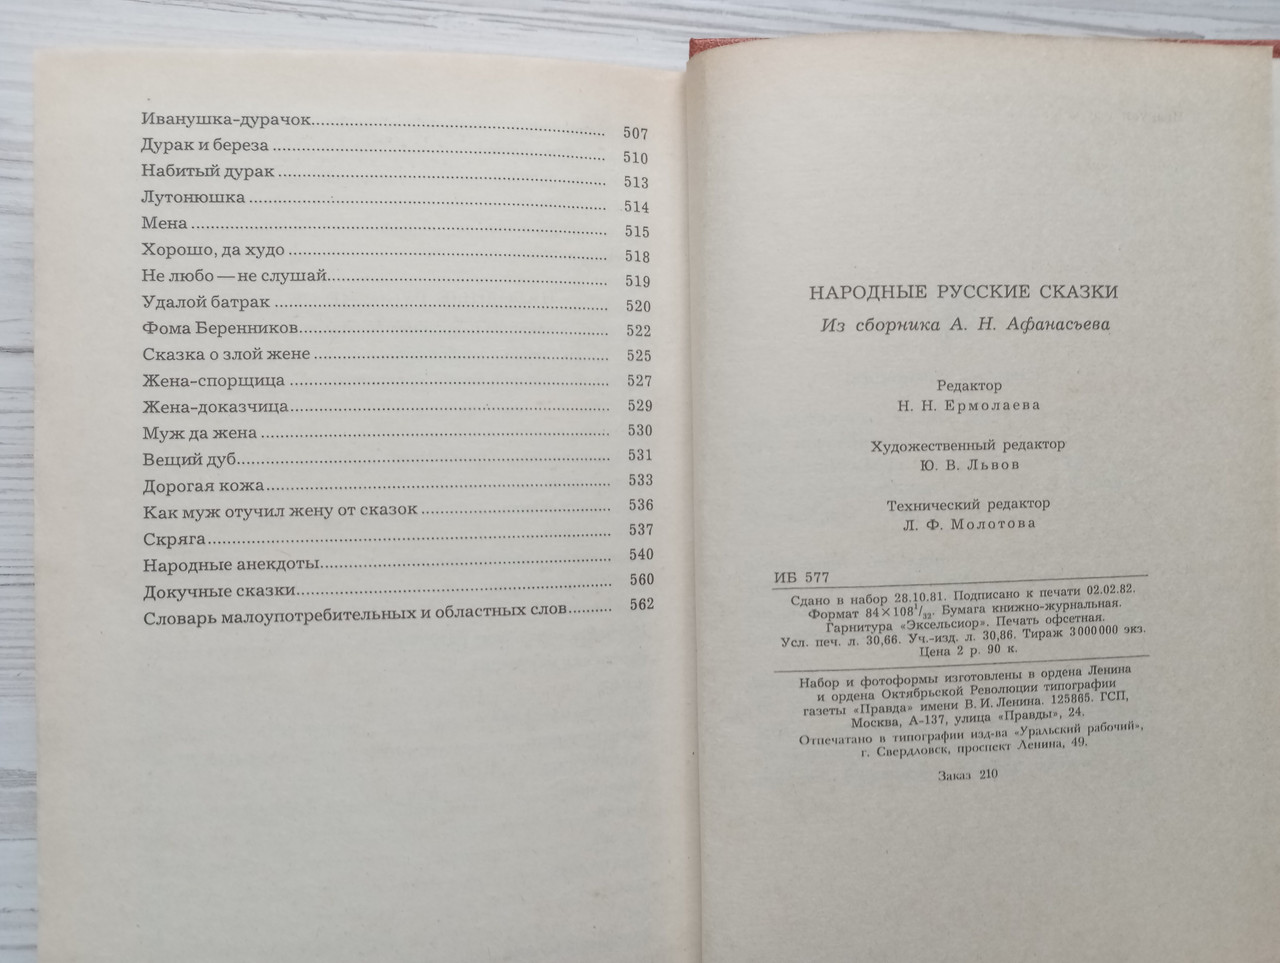 Иванушка-дурачок........ 507
Дурак и береза ........ 510
Набитый дурак ........ 513
Лутонюшка ........ 514
Мена ........ 515
Хорошо, да худо ........ 518
Не любо — не слушай........ 519
Удалой батрак ........ 520
Фома Беренников........ 522
Сказка о злой жене ........ 525
Жена-спорщица ........ 527
Жена-доказчица........ 529
Муж да жена ........ 530
Вещий дуб........ 531
Дорогая кожа........ 533
Как муж отучил жену от сказок ........ 536
Скряга........ 537
Народные анекдоты........ 540
Докучные сказки........ 560
Словарь малоупотребительных и областных слов........ 562
НАРОДНЫЕ РУССКИЕ СКАЗКИ
Из сборника А. Н. Афанасьева
Редактор
Н. Н. Ермолаева
Художественный редактор
Ю. В. Львов
Технический редактор
Л. Ф. Молотова
ИБ 577
Сдано в набор 28.10.81. Подписано к печати 02.02.82.
Формат 84×108¹/₃₂. Бумага книжно-журнальная.
Гарнитура «Эксельсиор». Печать офсетная.
Усл. печ. л. 30,66. Уч.-изд. л. 30,86. Тираж 3 000 000 экз.
Цена 2 р. 90 к.
Набор и фотоформы изготовлены в ордена Ленина
и ордена Октябрьской Революции типографии
газеты «Правда» имени В. И. Ленина. 125865. ГСП,
Москва, А-137, улица «Правды», 24.
Отпечатано в типографии изд-ва «Уральский рабочий»,
г. Свердловск, проспект Ленина, 49.
Заказ 210